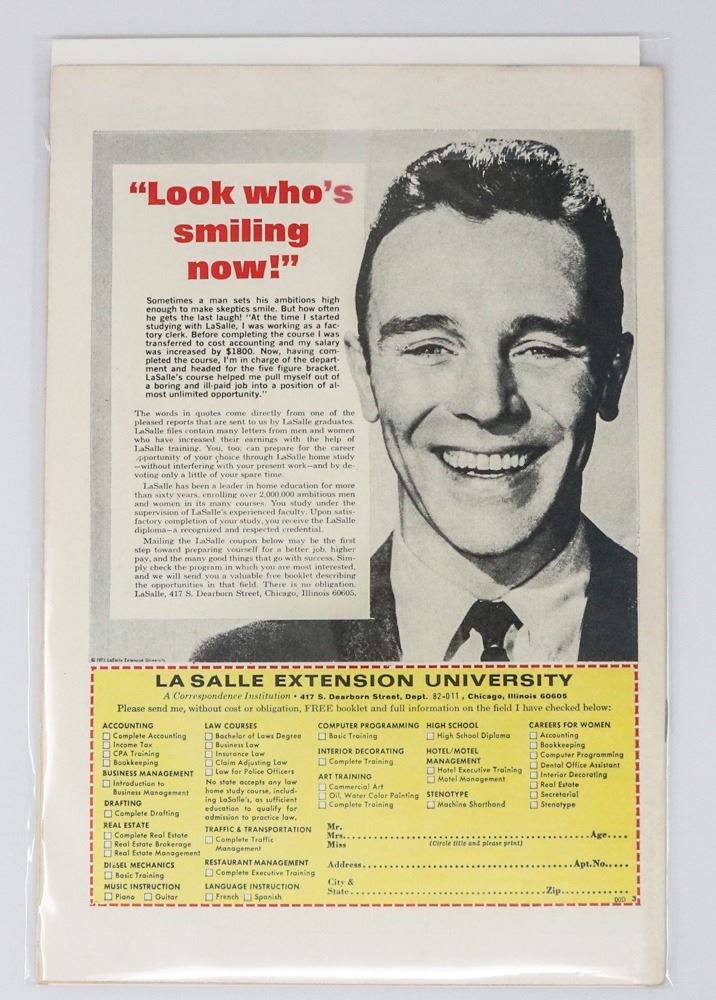 “Look who’s
smiling
now!”
Sometimes a man sets his ambitions high
enough to make skeptics smile. But how often
he gets the last laugh! “At the time I started
studying with LaSalle, I was working as a fac-
tory clerk. Before completing the course I was
transferred to cost accounting and my salary
was increased by $1800. Now, having com-
pleted the course, I’m in charge of the depart-
ment and headed for the five figure bracket.
LaSalle’s course helped me pull myself out of
a boring and ill-paid job into a position of al-
most unlimited opportunity.”
The words in quotes come directly from one of the
pleased reports that are sent to us by LaSalle graduates.
LaSalle files contain many letters from men and women
who have increased their earnings with the help of
LaSalle training. You, too, can prepare for the career
opportunity of your choice through LaSalle home study
—without interfering with your present work—and by de-
voting only a little of your spare time.
LaSalle has been a leader in home education for more
than sixty years, enrolling over 2,000,000 ambitious men
and women in its many courses. You study under the
supervision of LaSalle’s experienced faculty. Upon satis-
factory completion of your study, you receive the LaSalle
diploma—a recognized and respected credential.
Mailing the LaSalle coupon below may be the first
step toward preparing yourself for a better job, higher
pay, and the many good things that go with success. Sim-
ply check the program in which you are most interested,
and we will send you a valuable free booklet describing
the opportunities in that field. There is no obligation.
LaSalle, 417 S. Dearborn Street, Chicago, Illinois 60605.
© 1971 LaSalle Extension University
LA SALLE EXTENSION UNIVERSITY
A Correspondence Institution • 417 S. Dearborn Street, Dept. 82-011, Chicago, Illinois 60605
Please send me, without cost or obligation, FREE booklet and full information on the field I have checked below:
ACCOUNTING
Complete Accounting
Income Tax
CPA Training
Bookkeeping
BUSINESS MANAGEMENT
Introduction to
Business Management
DRAFTING
Complete Drafting
REAL ESTATE
Complete Real Estate
Real Estate Brokerage
Real Estate Management
DIESEL MECHANICS
Basic Training
MUSIC INSTRUCTION
Piano Guitar
LAW COURSES
Bachelor of Laws Degree
Business Law
Insurance Law
Claim Adjusting Law
Law for Police Officers
No state accepts any law
home study course, includ-
ing LaSalle’s, as sufficient
education to qualify for
admission to practice law.
TRAFFIC & TRANSPORTATION
Complete Traffic
Management
RESTAURANT MANAGEMENT
Complete Executive Training
LANGUAGE INSTRUCTION
French Spanish
COMPUTER PROGRAMMING
Basic Training
INTERIOR DECORATING
Complete Training
ART TRAINING
Commercial Art
Oil, Water Color Painting
Complete Training
HIGH SCHOOL
High School Diploma
HOTEL/MOTEL
MANAGEMENT
Hotel Executive Training
Motel Management
STENOTYPE
Machine Shorthand
CAREERS FOR WOMEN
Accounting
Bookkeeping
Computer Programming
Dental Office Assistant
Interior Decorating
Real Estate
Secretarial
Stenotype
Mr.
Mrs. Age
Miss (Circle title and please print)
Address Apt. No.
City &
State Zip
3